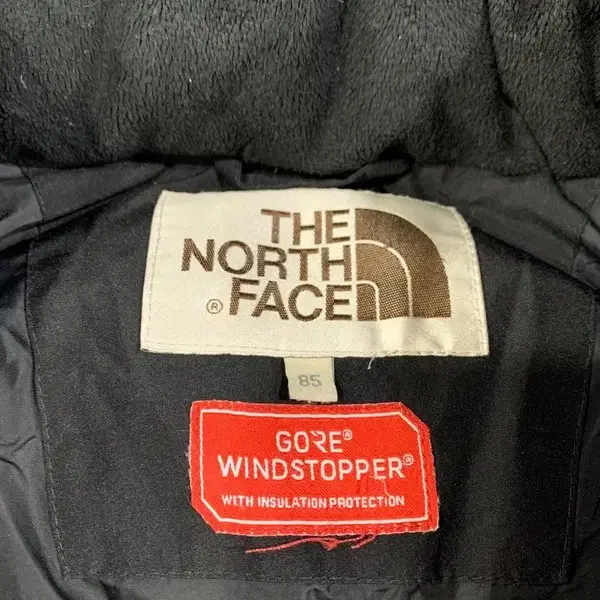 THE
NORTH
® FACE
85
GORE®
WINDSTOPPER®
WITH INSULATION PROTECTION